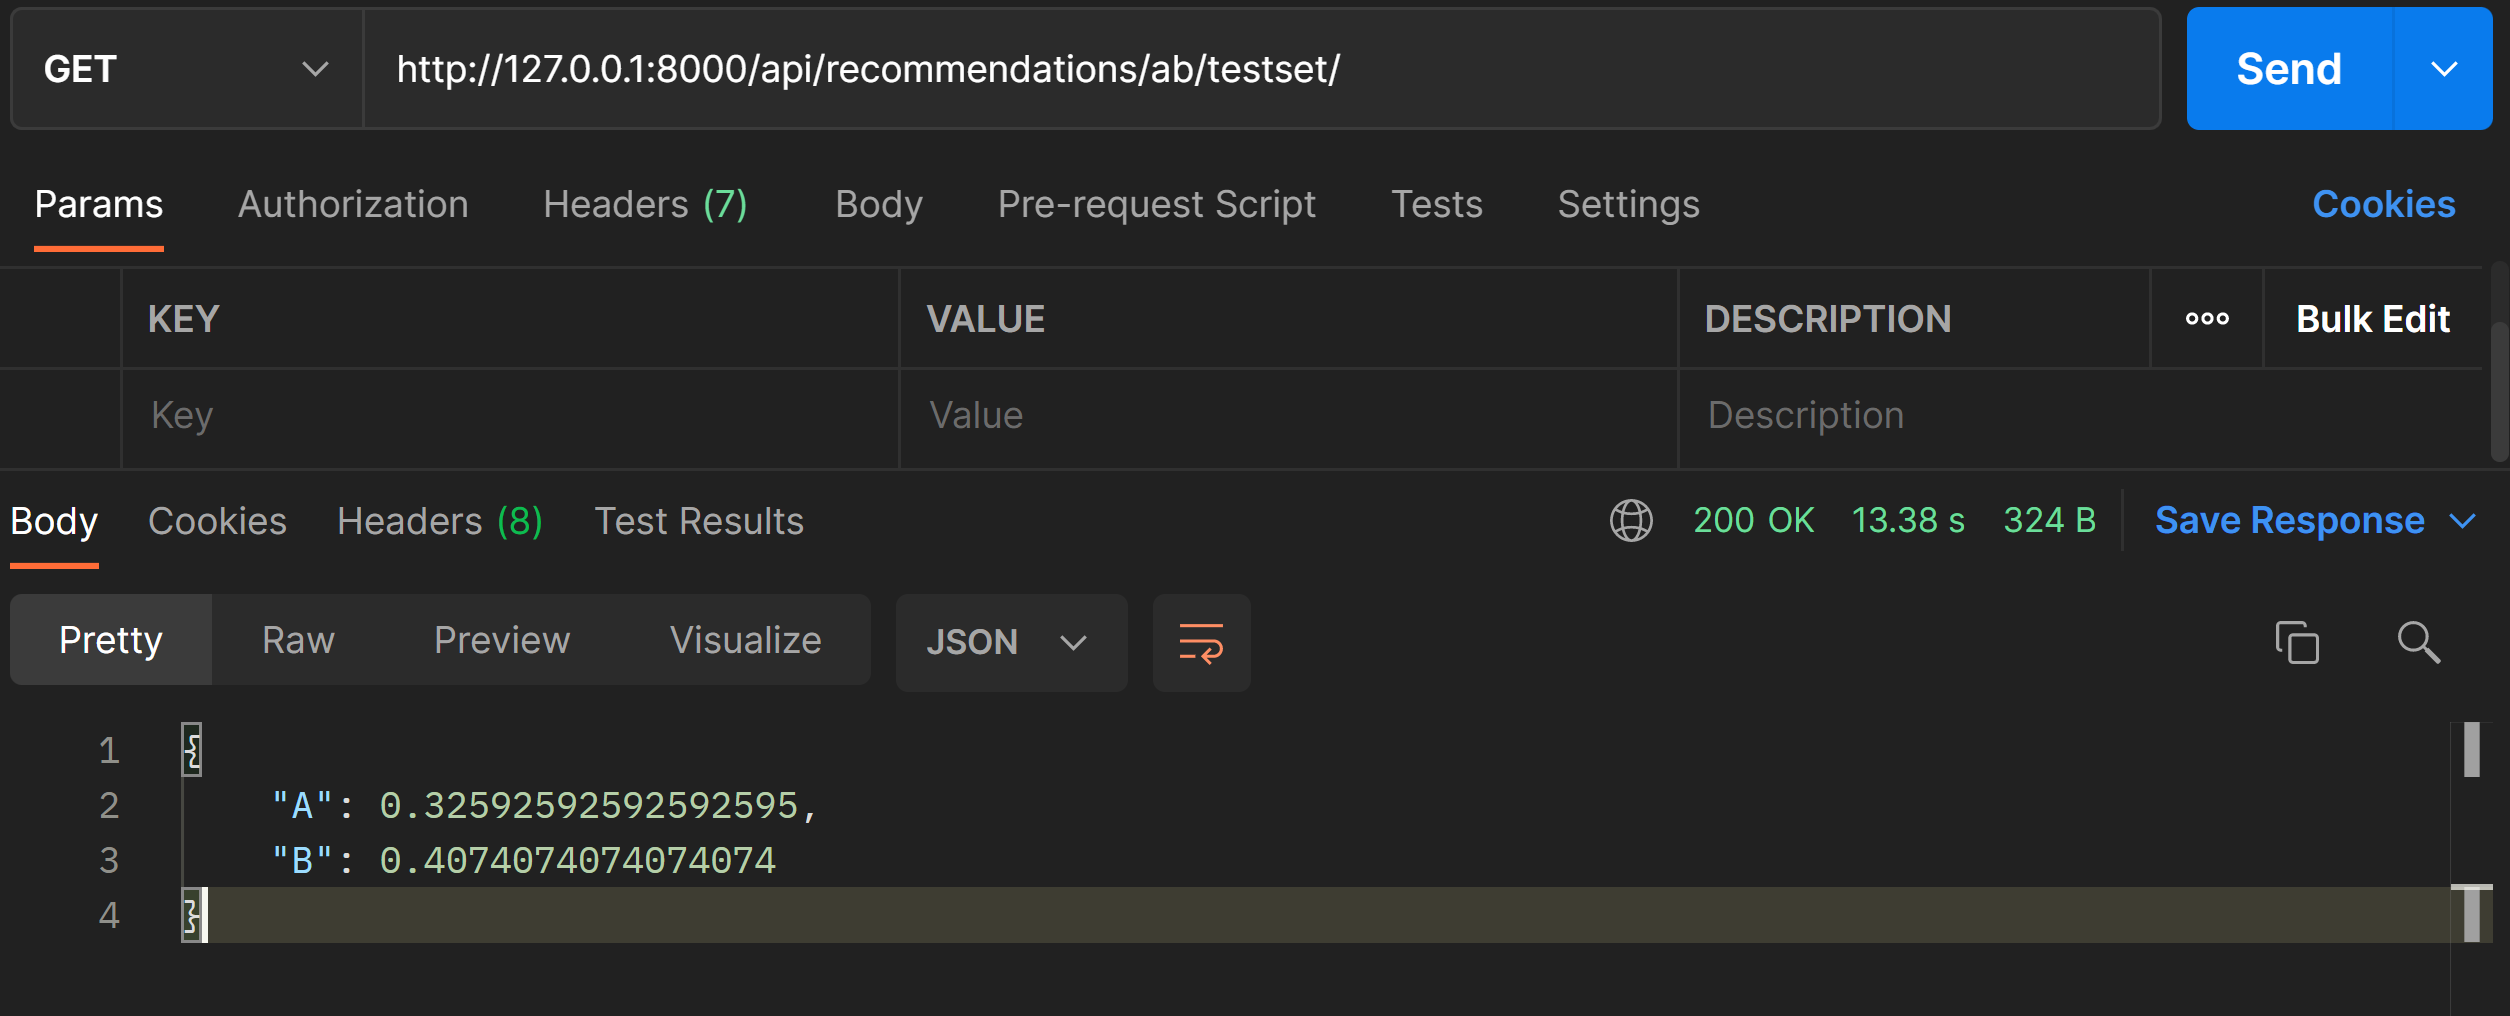 GET http://127.0.0.1:8000/api/recommendations/ab/testset/ Send
Params Authorization Headers (7) Body Pre-request Script Tests Settings Cookies
KEY VALUE DESCRIPTION ooo Bulk Edit
Key Value Description
Body Cookies Headers (8) Test Results 200 OK 13.38 s 324 B Save Response
Pretty Raw Preview Visualize JSON
1 {
2 "A": 0.32592592592592595,
3 "B": 0.4074074074074074
4 }